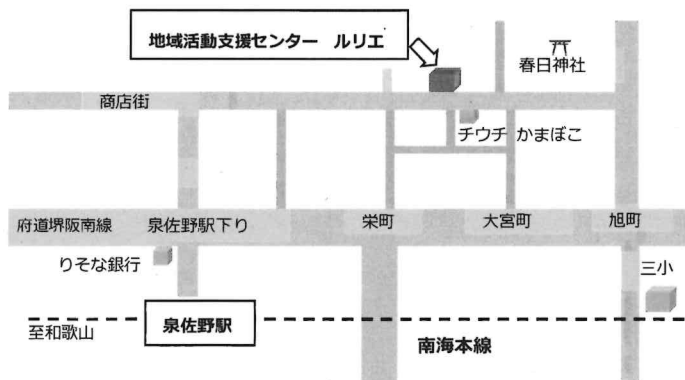 地域活動支援センター　ルリエ
春日神社
商店街
チウチ かまぼこ
府道堺阪南線
泉佐野駅下り
栄町
大宮町
旭町
りそな銀行
三小
泉佐野駅
至和歌山
南海本線